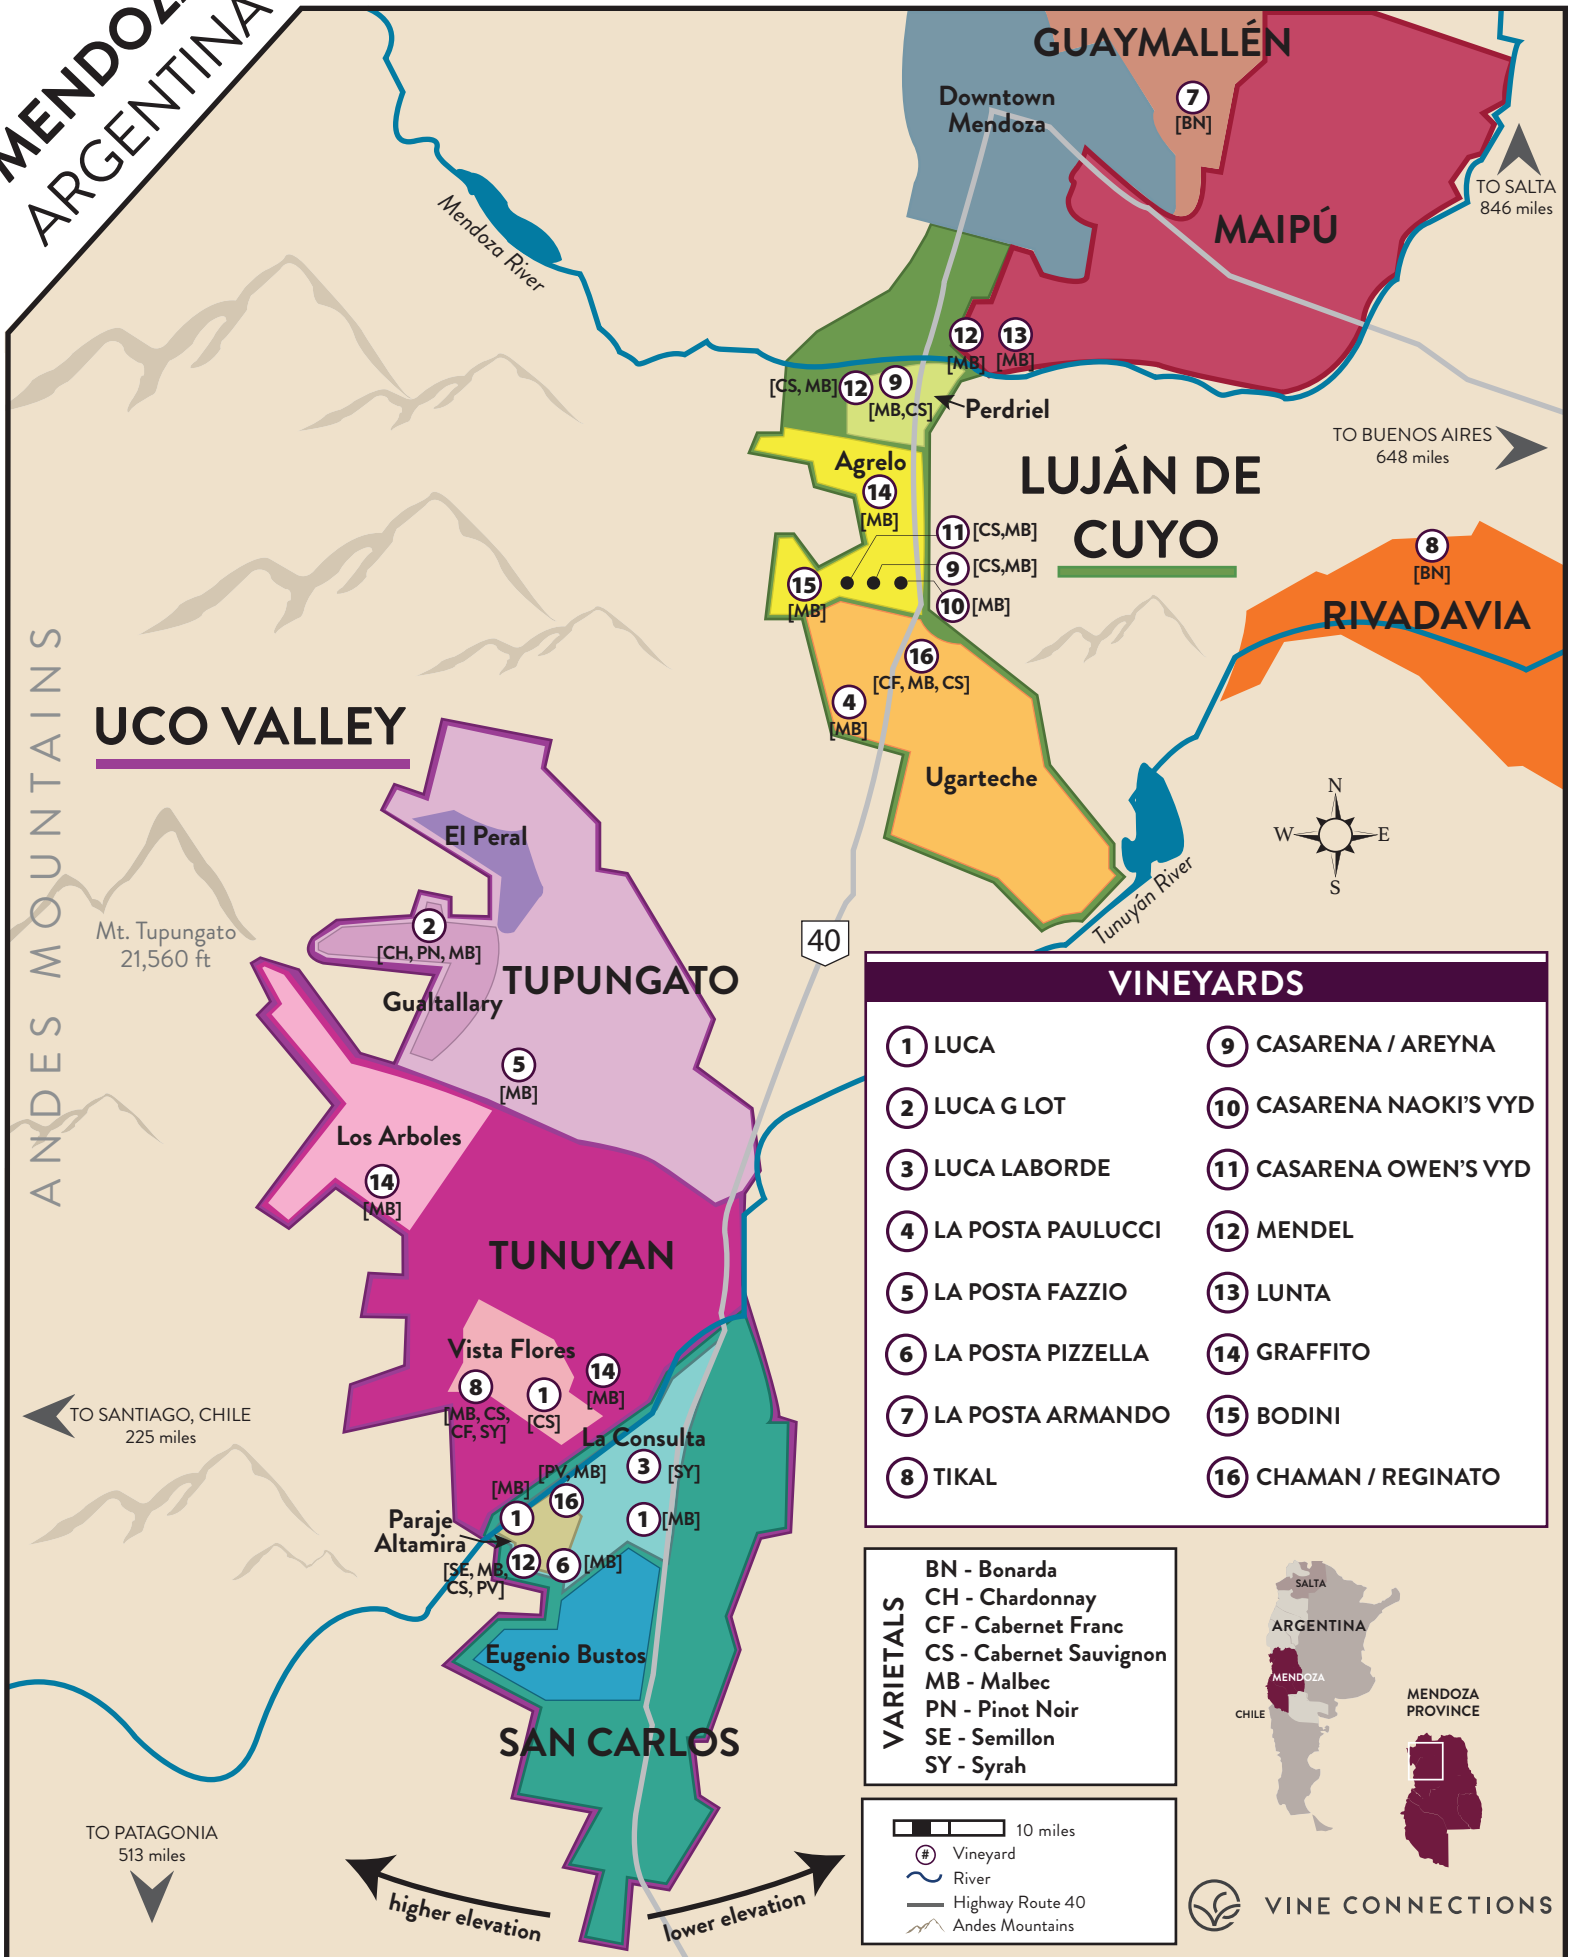 ARGENTINA
GUAYMALLÉN
Downtown
Mendoza
7
[BN]
Mendoza River
TO SALTA
846 miles
MAIPÚ
12
[MB]
13
[MB]
[CS, MB]
12
9
[MB,CS]
Perdriel
TO BUENOS AIRES
648 miles
Agrelo
14
[MB]
LUJÁN DE
CUYO
11
[CS,MB]
9
[CS,MB]
10
[MB]
15
[MB]
8
[BN]
RIVADAVIA
16
[CF, MB, CS]
4
[MB]
Ugarteche
Tunuyán River
N
W
E
S
ANDES MOUNTAINS
UCO VALLEY
El Peral
Mt. Tupungato
21,560 ft
2
[CH, PN, MB]
Gualtallary
TUPUNGATO
40
5
[MB]
Los Arboles
14
[MB]
TUNUYAN
Vista Flores
8
[MB, CS,
CF, SY]
1
[CS]
14
[MB]
TO SANTIAGO, CHILE
225 miles
La Consulta
3
[SY]
[PV, MB]
16
[MB]
1
1
[MB]
Paraje
Altamira
12
[SE, MB,
CS, PV]
6
[MB]
Eugenio Bustos
SAN CARLOS
TO PATAGONIA
513 miles
higher elevation
lower elevation
VINEYARDS
1 LUCA
2 LUCA G LOT
3 LUCA LABORDE
4 LA POSTA PAULUCCI
5 LA POSTA FAZZIO
6 LA POSTA PIZZELLA
7 LA POSTA ARMANDO
8 TIKAL
9 CASARENA / AREYNA
10 CASARENA NAOKI'S VYD
11 CASARENA OWEN'S VYD
12 MENDEL
13 LUNTA
14 GRAFFITO
15 BODINI
16 CHAMAN / REGINATO
VARIETALS
BN - Bonarda
CH - Chardonnay
CF - Cabernet Franc
CS - Cabernet Sauvignon
MB - Malbec
PN - Pinot Noir
SE - Semillon
SY - Syrah
10 miles
# Vineyard
River
Highway Route 40
Andes Mountains
SALTA
ARGENTINA
MENDOZA
CHILE
MENDOZA
PROVINCE
VINE CONNECTIONS